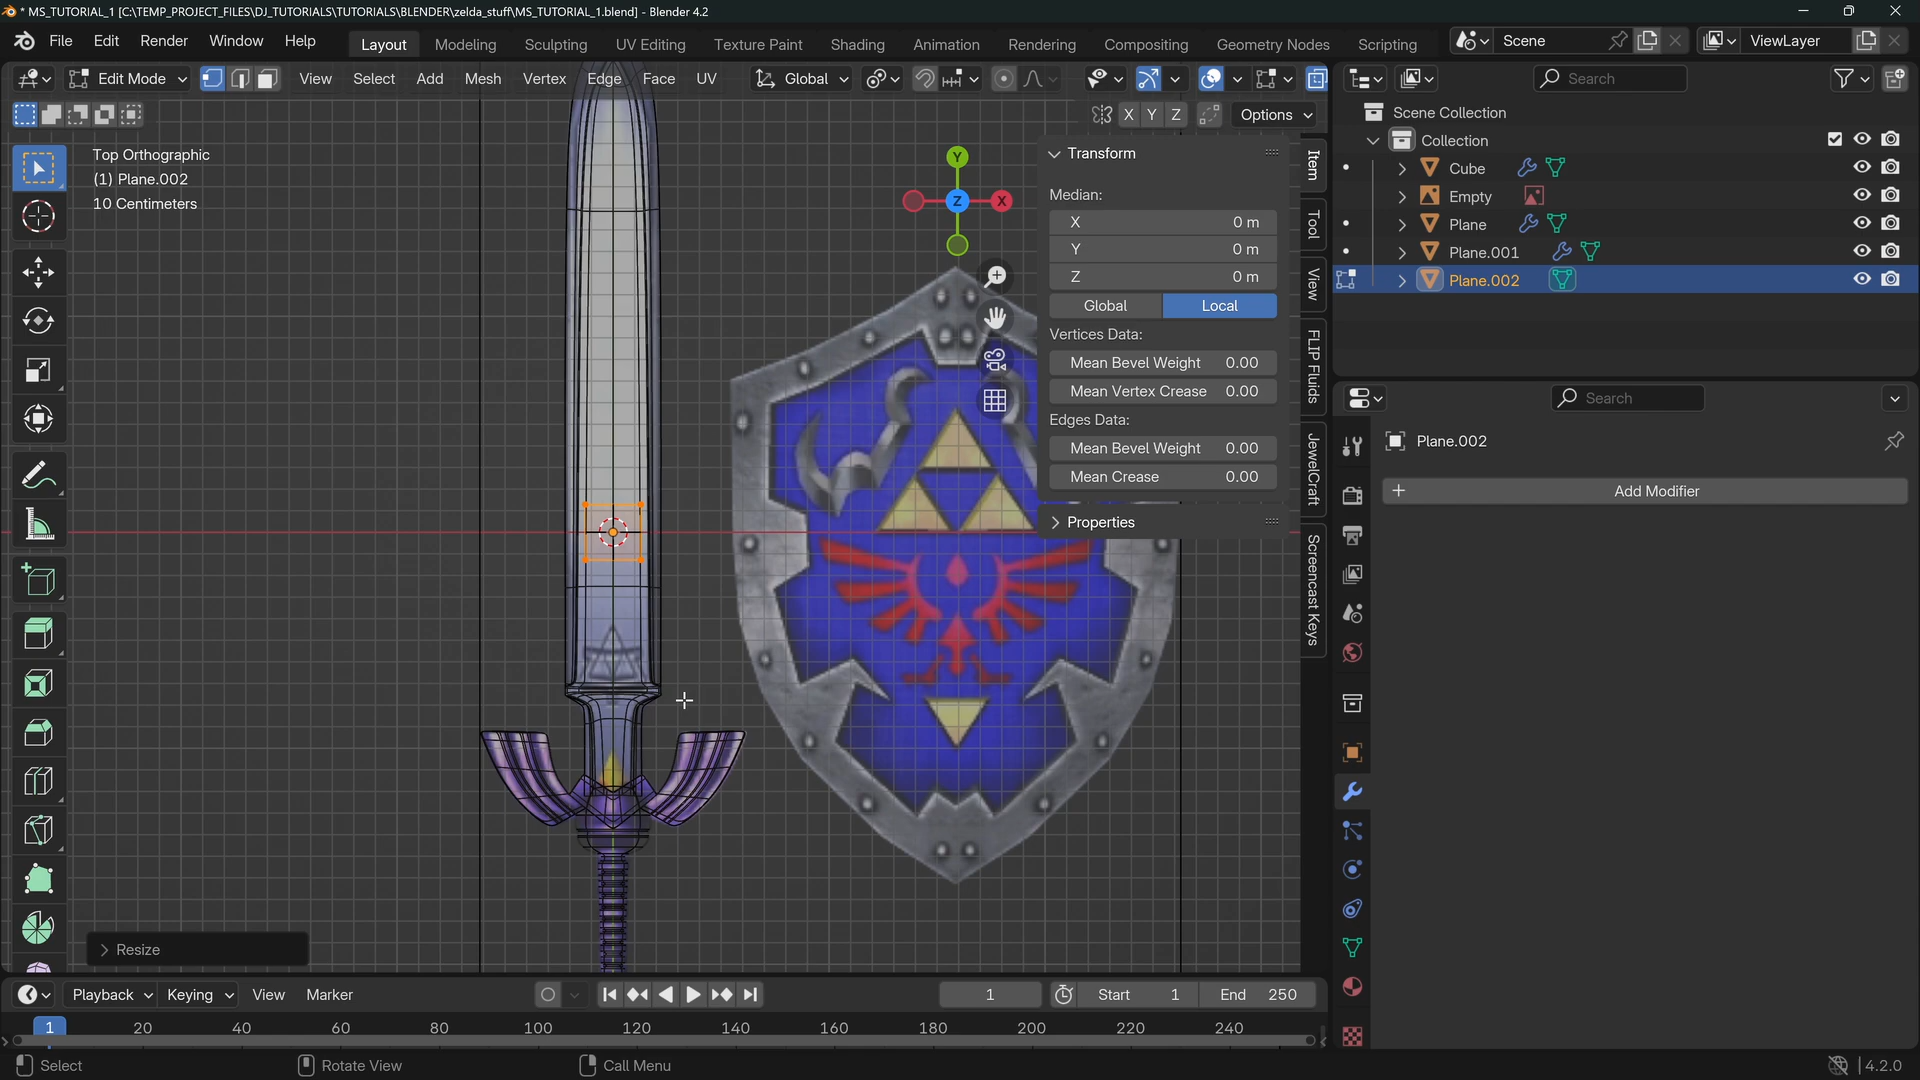 * MS_TUTORIAL_1 [C:\TEMP_PROJECT_FILES\DJ_TUTORIALS\TUTORIALS\BLENDER\zelda_stuff\MS_TUTORIAL_1.blend] - Blender 4.2
File Edit Render Window Help Layout Modeling Sculpting UV Editing Texture Paint Shading Animation Rendering Compositing Geometry Nodes Scripting Scene ViewLayer
Edit Mode View Select Add Mesh Vertex Edge Face UV Global Search
X Y Z Options
Scene Collection
Collection
Cube
Empty
Plane
Plane.001
Plane.002
Top Orthographic
(1) Plane.002
10 Centimeters
Y
Z
X
Transform
Median:
X 0 m
Y 0 m
Z 0 m
Global Local
Vertices Data:
Mean Bevel Weight 0.00
Mean Vertex Crease 0.00
Edges Data:
Mean Bevel Weight 0.00
Mean Crease 0.00
Properties
Item
Tool
View
FLIP Fluids
JewelCraft
Screencast Keys
Search
Plane.002
+ Add Modifier
Resize
Playback Keying View Marker 1 Start 1 End 250
1 20 40 60 80 100 120 140 160 180 200 220 240
Select Rotate View Call Menu 4.2.0